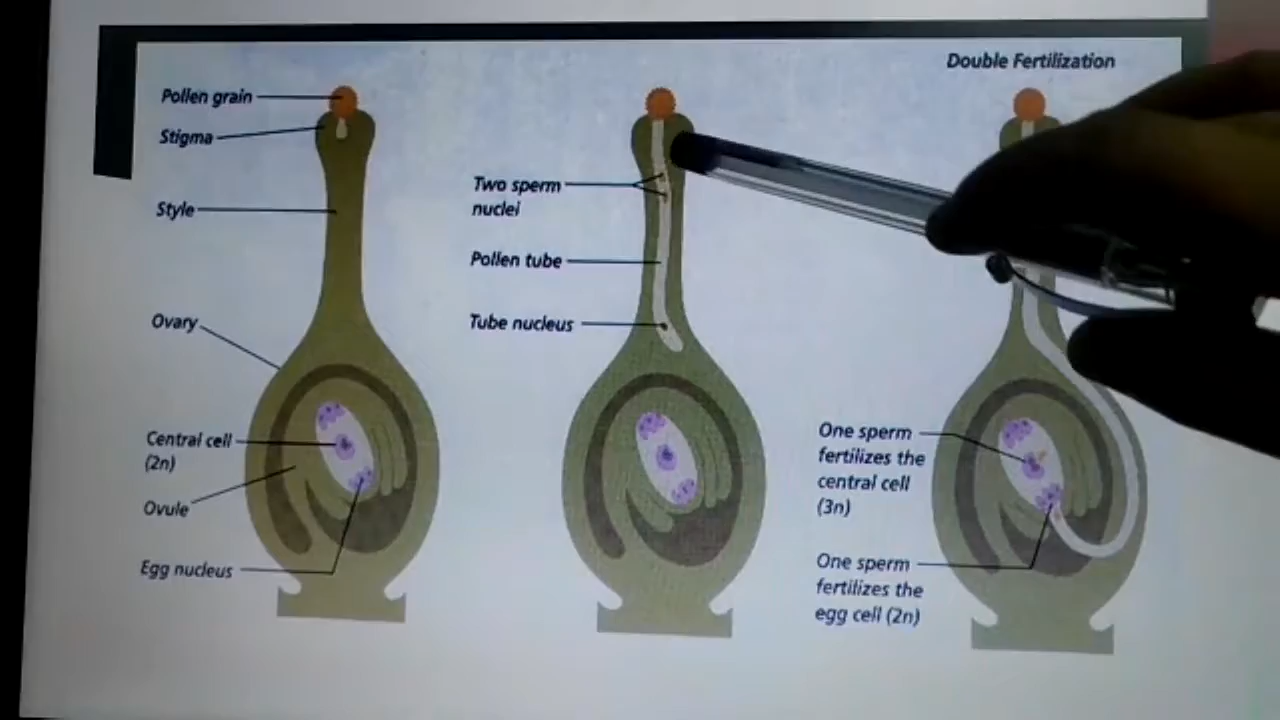 Double Fertilization
Pollen grain
Stigma
Style
Ovary
Central cell
(2n)
Ovule
Egg nucleus
Two sperm
nuclei
Pollen tube
Tube nucleus
One sperm
fertilizes the
central cell
(3n)
One sperm
fertilizes the
egg cell (2n)